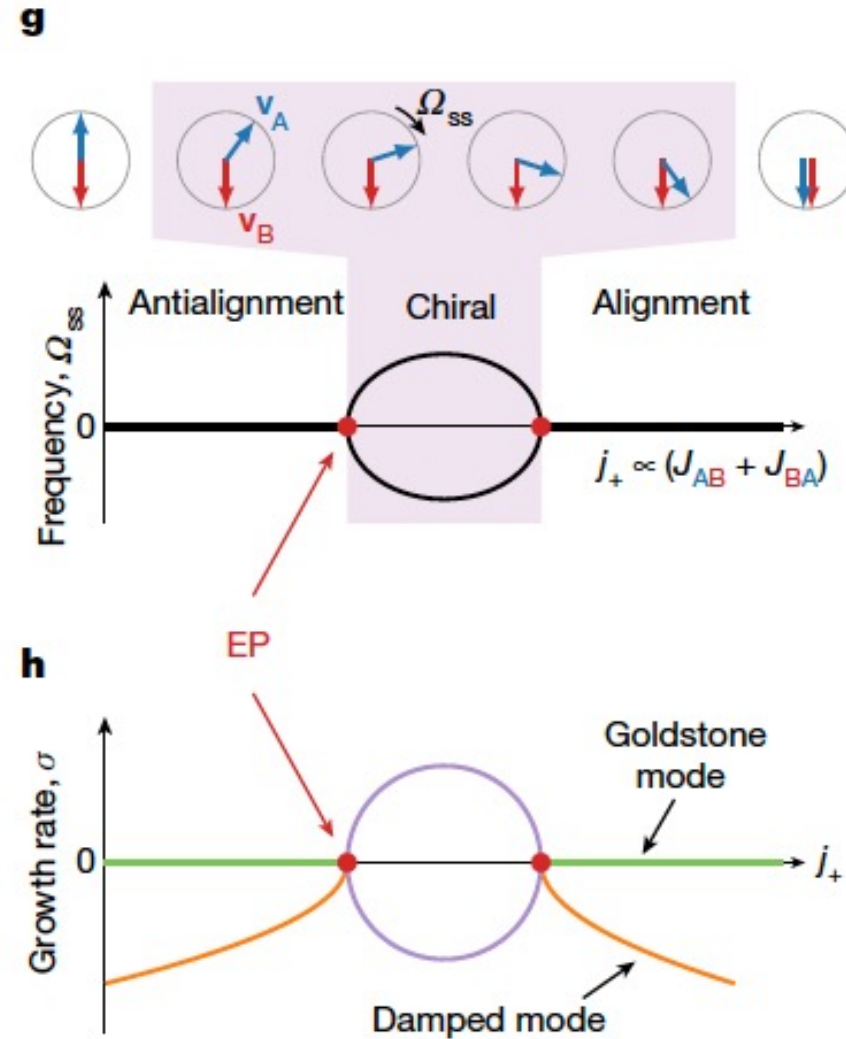 g
v_A
Ω_ss
v_B
Antialignment
Chiral
Alignment
Frequency, Ω_ss
0
j_+ ∝ (J_AB + J_BA)
EP
h
Goldstone
mode
Growth rate, σ
0
j_+
Damped mode